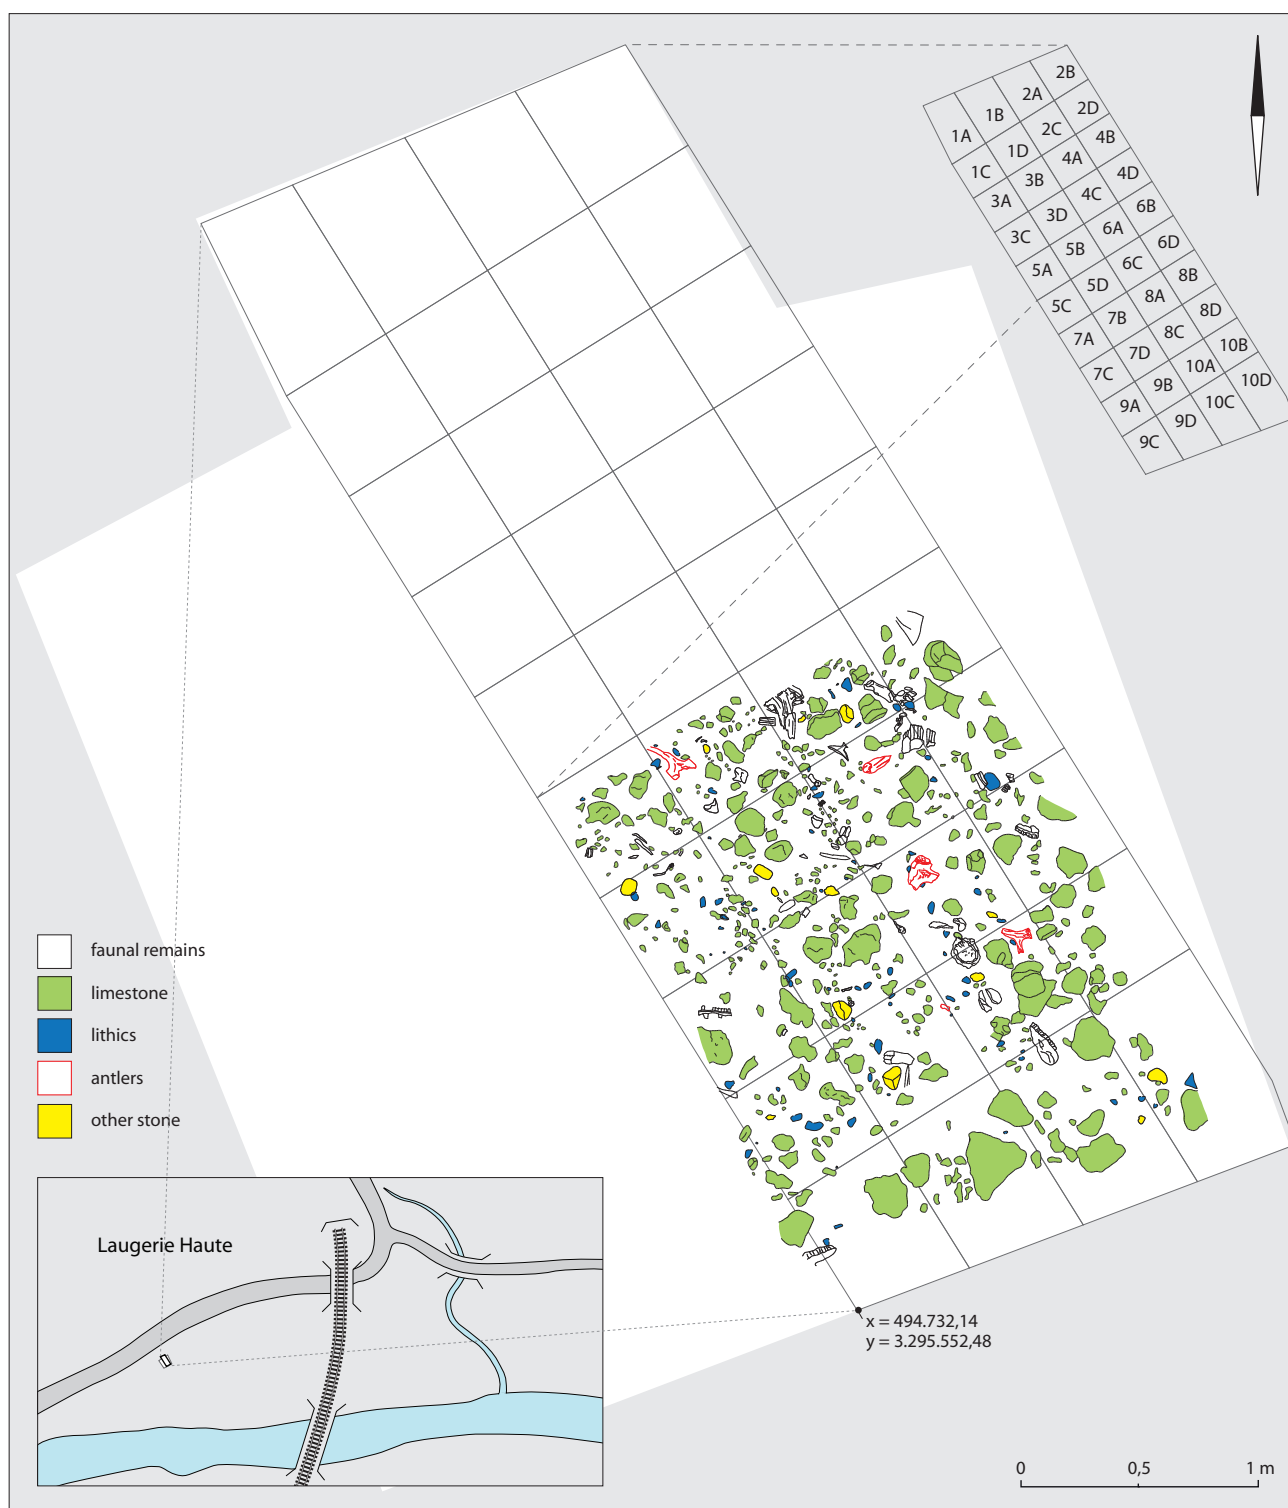 2B
2A
2D
1B
2C
4B
1A
1D
4A
4D
1C
3B
4C
6B
3A
3D
6A
6D
3C
5B
6C
8B
5A
5D
8A
8D
5C
7B
8C
10B
7A
7D
10A
10D
7C
9B
10C
9A
9D
9C
faunal remains
limestone
lithics
antlers
other stone
Laugerie Haute
x = 494.732,14
y = 3.295.552,48
0 0,5 1 m